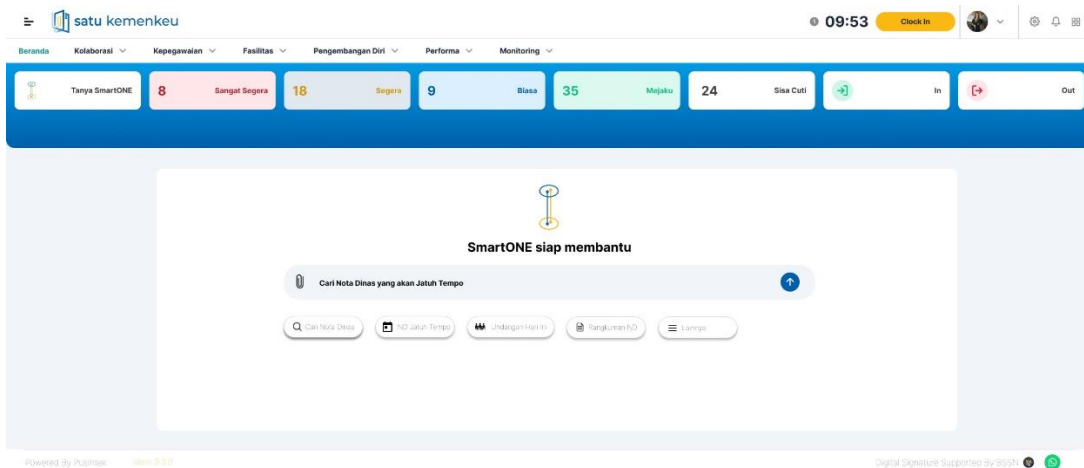 satu kemenkeu
09:53
Clock In
Beranda
Kolaborasi
Kepegawaian
Fasilitas
Pengembangan Diri
Performa
Monitoring
Tanya SmartONE
8 Sangat Segera
18 Segera
9 Biasa
35 Mejaku
24 Sisa Cuti
In
Out
SmartONE siap membantu
Cari Nota Dinas yang akan Jatuh Tempo
Cari Nota Dinas
ND Jatuh Tempo
Undangan Hari Ini
Rangkuman ND
Lainnya
Powered By Pusintek
Digital Signature Supported By BSSN